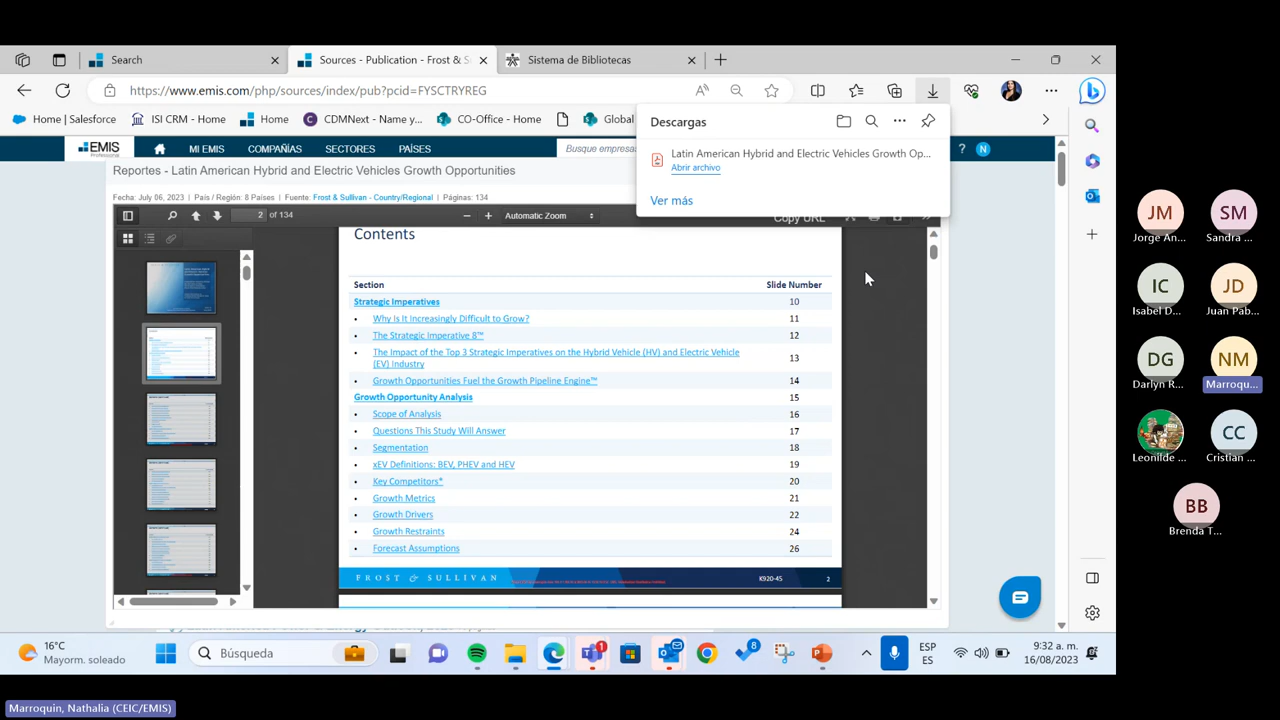 Search
Sources - Publication - Frost & S
Sistema de Bibliotecas
https://www.emis.com/php/sources/index/pub?pcid=FYSCTRYREG
Home | Salesforce
ISI CRM - Home
Home
CDMNext - Name y...
CO-Office - Home
Global
Descargas
Latin American Hybrid and Electric Vehicles Growth Op...
Abrir archivo
Ver más
EMIS
Professional
MI EMIS
COMPAÑÍAS
SECTORES
PAÍSES
Busque empresas
? N
Reportes - Latin American Hybrid and Electric Vehicles Growth Opportunities
Fecha: July 06, 2023 | País / Región: 8 Países | Fuente: Frost & Sullivan - Country/Regional | Páginas: 134
2 of 134
Automatic Zoom
Copy URL
Contents
Section Slide Number
Strategic Imperatives 10
• Why Is It Increasingly Difficult to Grow? 11
• The Strategic Imperative 8™ 12
• The Impact of the Top 3 Strategic Imperatives on the Hybrid Vehicle (HV) and Electric Vehicle
(EV) Industry 13
• Growth Opportunities Fuel the Growth Pipeline Engine™ 14
Growth Opportunity Analysis 15
• Scope of Analysis 16
• Questions This Study Will Answer 17
• Segmentation 18
• xEV Definitions: BEV, PHEV and HEV 19
• Key Competitors* 20
• Growth Metrics 21
• Growth Drivers 22
• Growth Restraints 24
• Forecast Assumptions 26
FROST & SULLIVAN
K920-45
2
JM
Jorge An...
SM
Sandra ...
IC
Isabel D...
JD
Juan Pab...
DG
Darlyn R...
NM
Marroqu...
Leonilde ...
CC
Cristian ...
BB
Brenda T...
16°C
Mayorm. soleado
Búsqueda
1
8
ESP
ES
9:32 a. m.
16/08/2023
Marroquin, Nathalia (CEIC/EMIS)